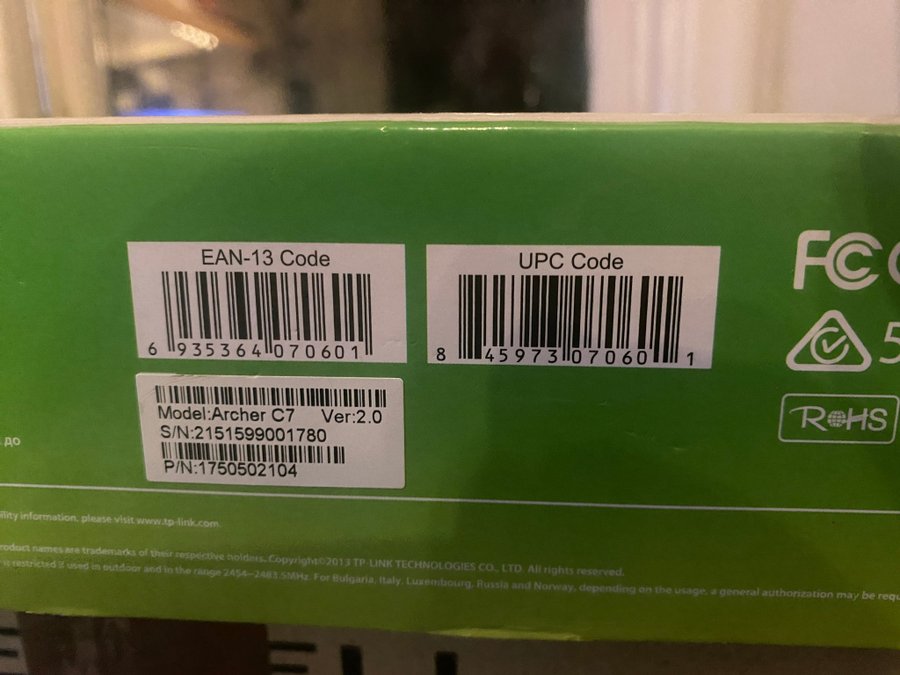 EAN-13 Code
6 935364 070601
UPC Code
8 45973 07060 1
FC
5
RoHS
Model:Archer C7 Ver:2.0
S/N:2151599001780
P/N:1750502104
до
ility information, please visit www.tp-link.com.
roduct names are trademarks of their respective holders. Copyright©2013 TP-LINK TECHNOLOGIES CO., LTD. All rights reserved.
is restricted if used in outdoor and in the range 2454-2483.5MHz. For Bulgaria, Italy, Luxembourg, Russia and Norway, depending on the usage, a general authorization may be requ